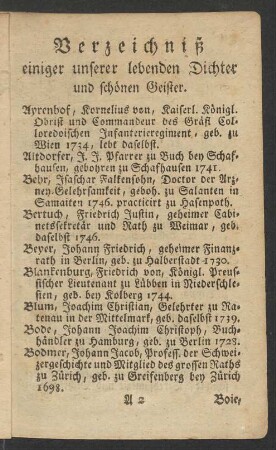 Verzeichniß
einiger unserer lebenden Dichter
und schönen Geister.
Ayrenhof, Kornelius von, Kaiserl. Königl.
Obrist und Commandeur des Gräfl Col-
loredoischen Infanterieregiment, geb. zu
Wien 1734, lebt daselbst.
Altdorfer, J. J. Pfarrer zu Buch bey Schaf-
hausen, gebohren zu Schafhausen 1741.
Behr, Isaschar Falkensohn, Doctor der Arz-
ney-Gelehrsamkeit, geboh. zu Salanten in
Samaiten 1746. practicirt zu Hasenpoth.
Bertuch, Friedrich Justin, geheimer Cabi-
netssekretär und Rath zu Weimar, geb.
daselbst 1746.
Beyer, Johann Friedrich, geheimer Finanz-
rath in Berlin, geb. zu Halberstadt 1730.
Blankenburg, Friedrich von, Königl. Preus-
sischer Lieutenant zu Lübben in Niederschle-
sien, geb. bey Kolberg 1744.
Blum, Joachim Christian, Gelehrter zu Ra-
tenau in der Mittelmark, geb. daselbst 1739.
Bode, Johann Joachim Christoph, Buch-
händler zu Hamburg, geb. zu Berlin 1728.
Bodmer, Johann Jacob, Profess. der Schwei-
zergeschichte und Mitglied des grossen Raths
zu Zürich, geb. zu Greifenberg bey Zürich
1698.
A 2 Boie,